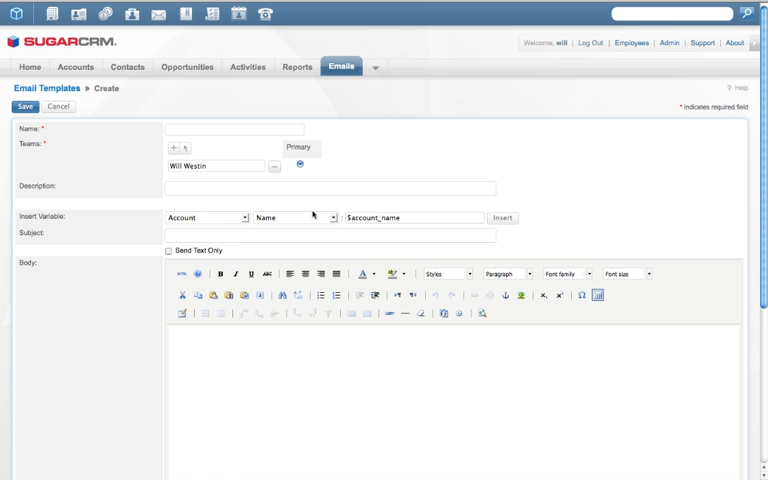 SUGARCRM.
Welcome, will | Log Out | Employees | Admin | Support | About
Home Accounts Contacts Opportunities Activities Reports Emails
Email Templates » Create
? Help
Save Cancel
* Indicates required field
Name: *
Teams: *
Primary
Will Westin
Description:
Insert Variable: Account Name : $account_name Insert
Subject:
Send Text Only
Body:
HTML B I U ABC A Styles Paragraph Font family Font size